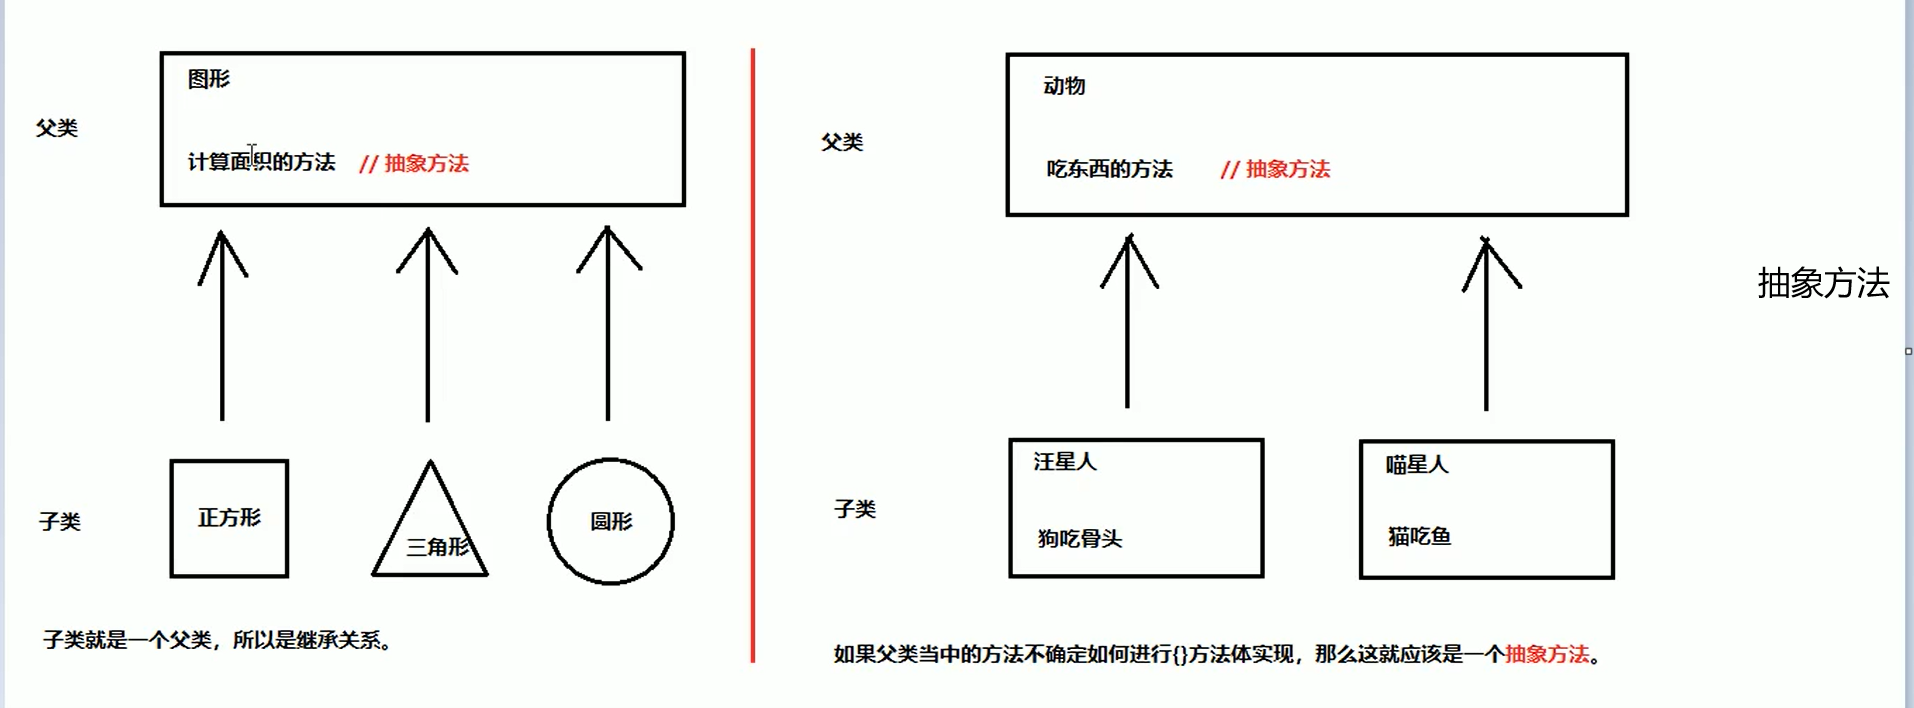 图形
父类
计算面积的方法 // 抽象方法
正方形
三角形
圆形
子类
子类就是一个父类，所以是继承关系。
动物
父类
吃东西的方法 // 抽象方法
汪星人
狗吃骨头
喵星人
猫吃鱼
子类
如果父类当中的方法不确定如何进行{}方法体实现，那么这就应该是一个抽象方法。
抽象方法